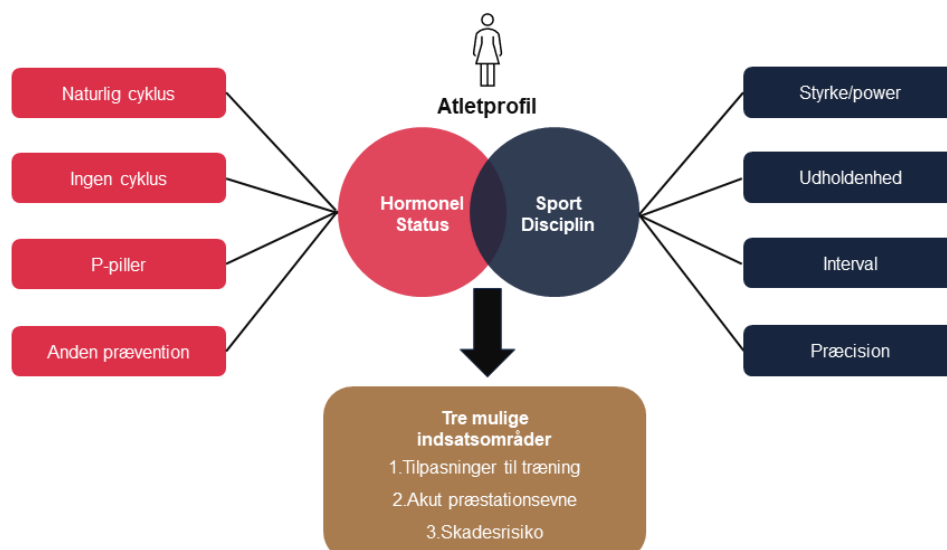 Atletprofil
Naturlig cyklus
Ingen cyklus
P-piller
Anden prævention
Hormonel
Status
Sport
Disciplin
Styrke/power
Udholdenhed
Interval
Præcision
Tre mulige
indsatsområder
1.Tilpasninger til træning
2.Akut præstationsevne
3.Skadesrisiko